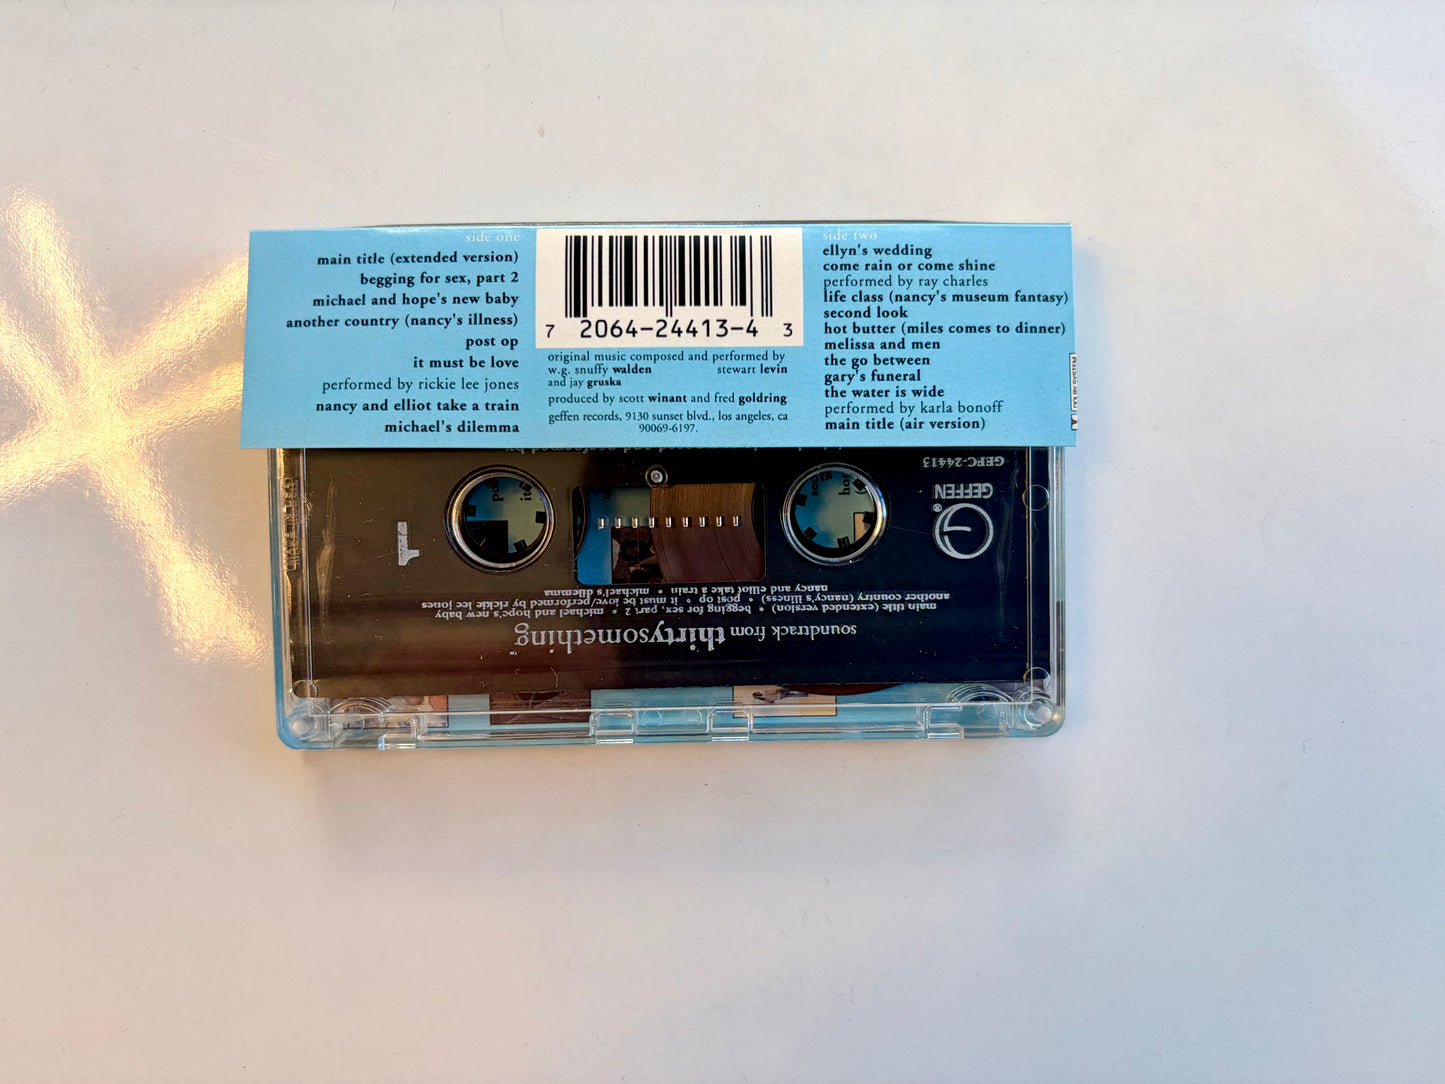 side one
main title (extended version)
begging for sex, part 2
michael and hope's new baby
another country (nancy's illness)
post op
it must be love
performed by rickie lee jones
nancy and elliot take a train
michael's dilemma
7 2064-24413-4 3
original music composed and performed by
w.g. snuffy walden stewart levin
and jay gruska
produced by scott winant and fred goldring
geffen records, 9130 sunset blvd., los angeles, ca
90069-6197.
side two
ellyn's wedding
come rain or come shine
performed by ray charles
life class (nancy's museum fantasy)
second look
hot butter (miles comes to dinner)
melissa and men
the go between
gary's funeral
the water is wide
performed by karla bonoff
main title (air version)
DOLBY SYSTEM
soundtrack from thirtysomething™
main title (extended version) • begging for sex, part 2 • michael and hope's new baby
another country (nancy's illness) • post op • it must be love/performed by rickie lee jones
nancy and elliot take a train • michael's dilemma
1
®
GEFFEN
GEFC-24413